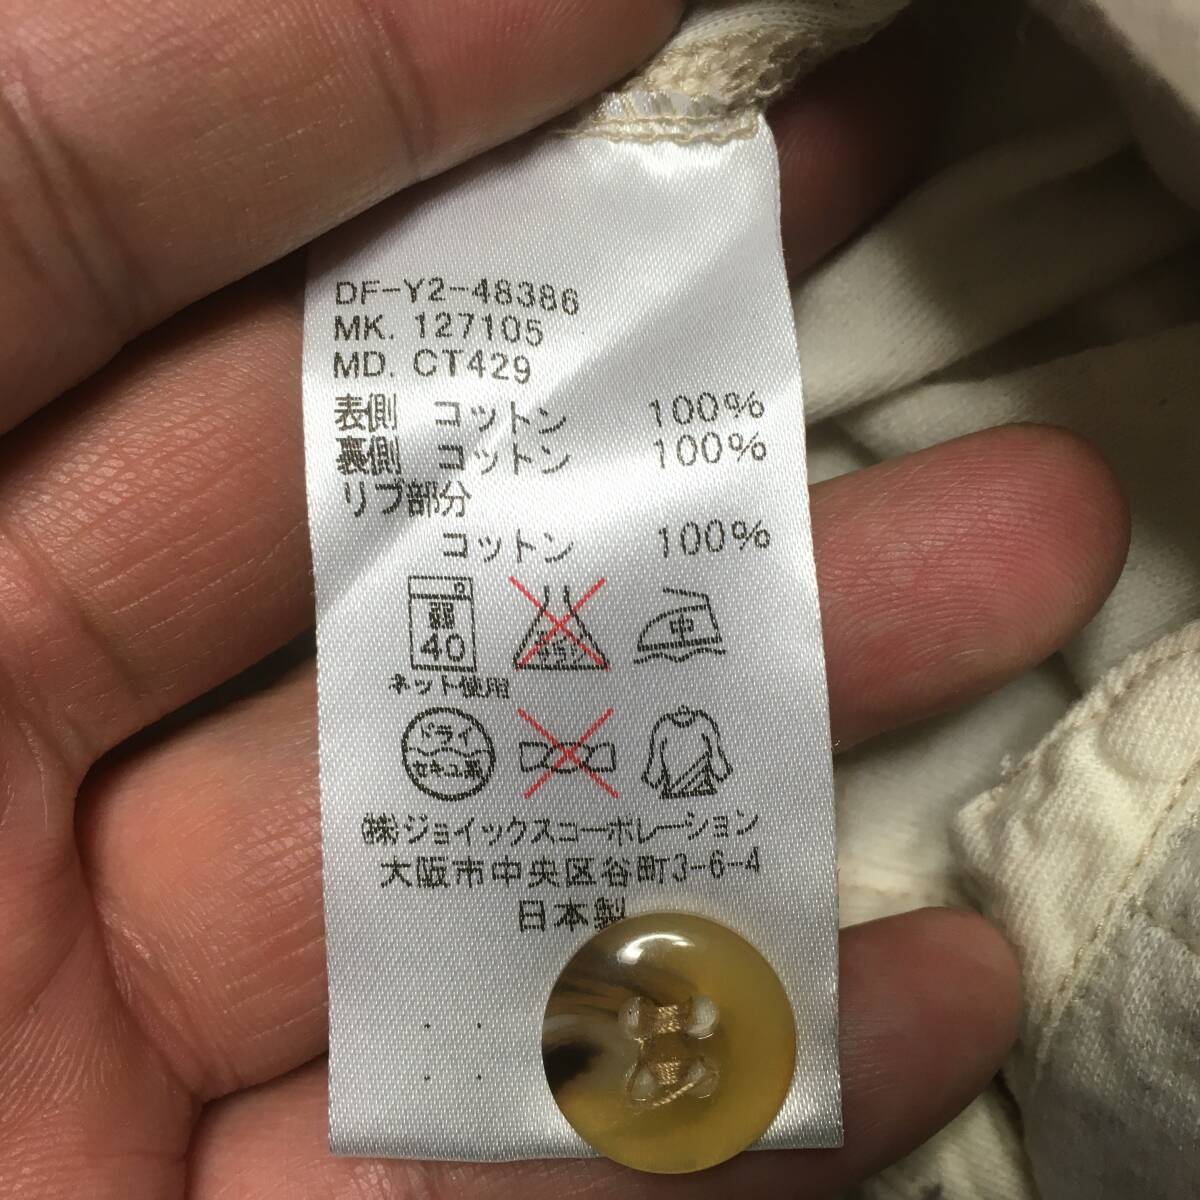 DF-Y2-48386
MK. 127105
MD. CT429
表側 コットン 100%
裏側 コットン 100%
リブ部分
コットン 100%
弱
40
中
ネット使用
ドライ
セキユ系
㈱ジョイックスコーポレーション
大阪市中央区谷町3-6-4
日本製